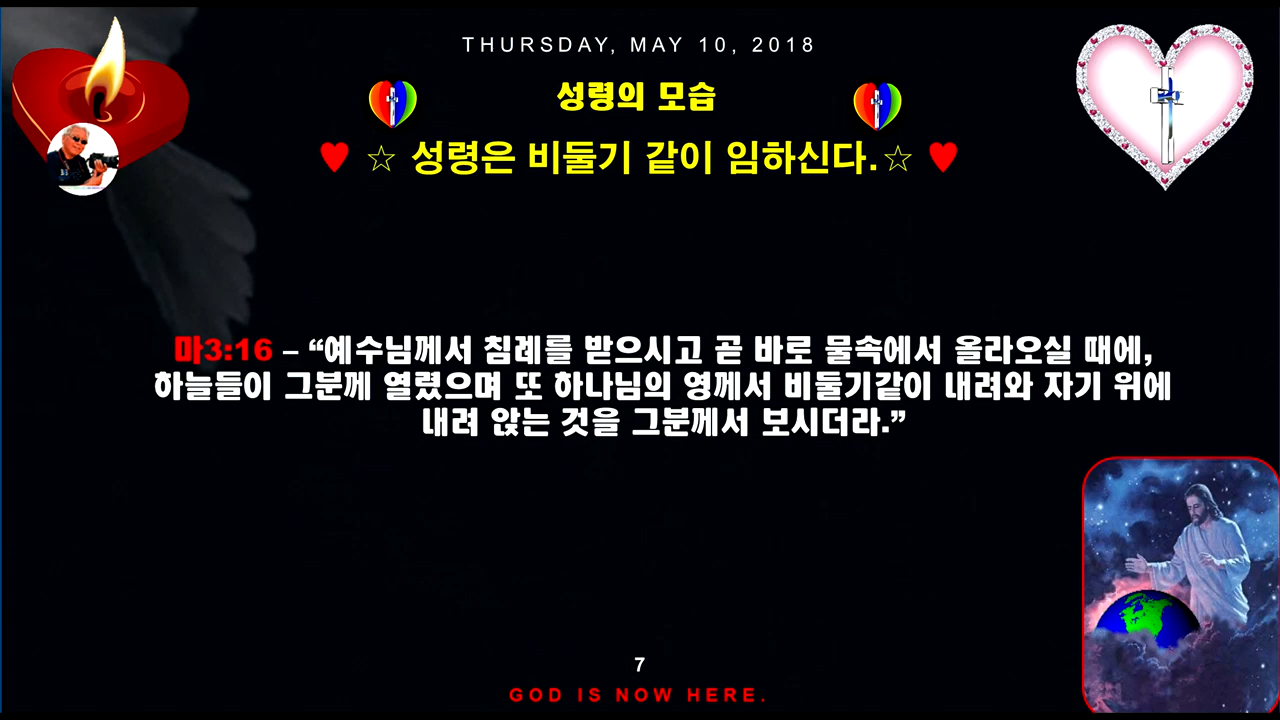 THURSDAY, MAY 10, 2018
성령의 모습
♥ ☆ 성령은 비둘기 같이 임하신다.☆ ♥
마3:16 – “예수님께서 침례를 받으시고 곧 바로 물속에서 올라오실 때에,
하늘들이 그분께 열렸으며 또 하나님의 영께서 비둘기같이 내려와 자기 위에
내려 앉는 것을 그분께서 보시더라.”
7
GOD IS NOW HERE.